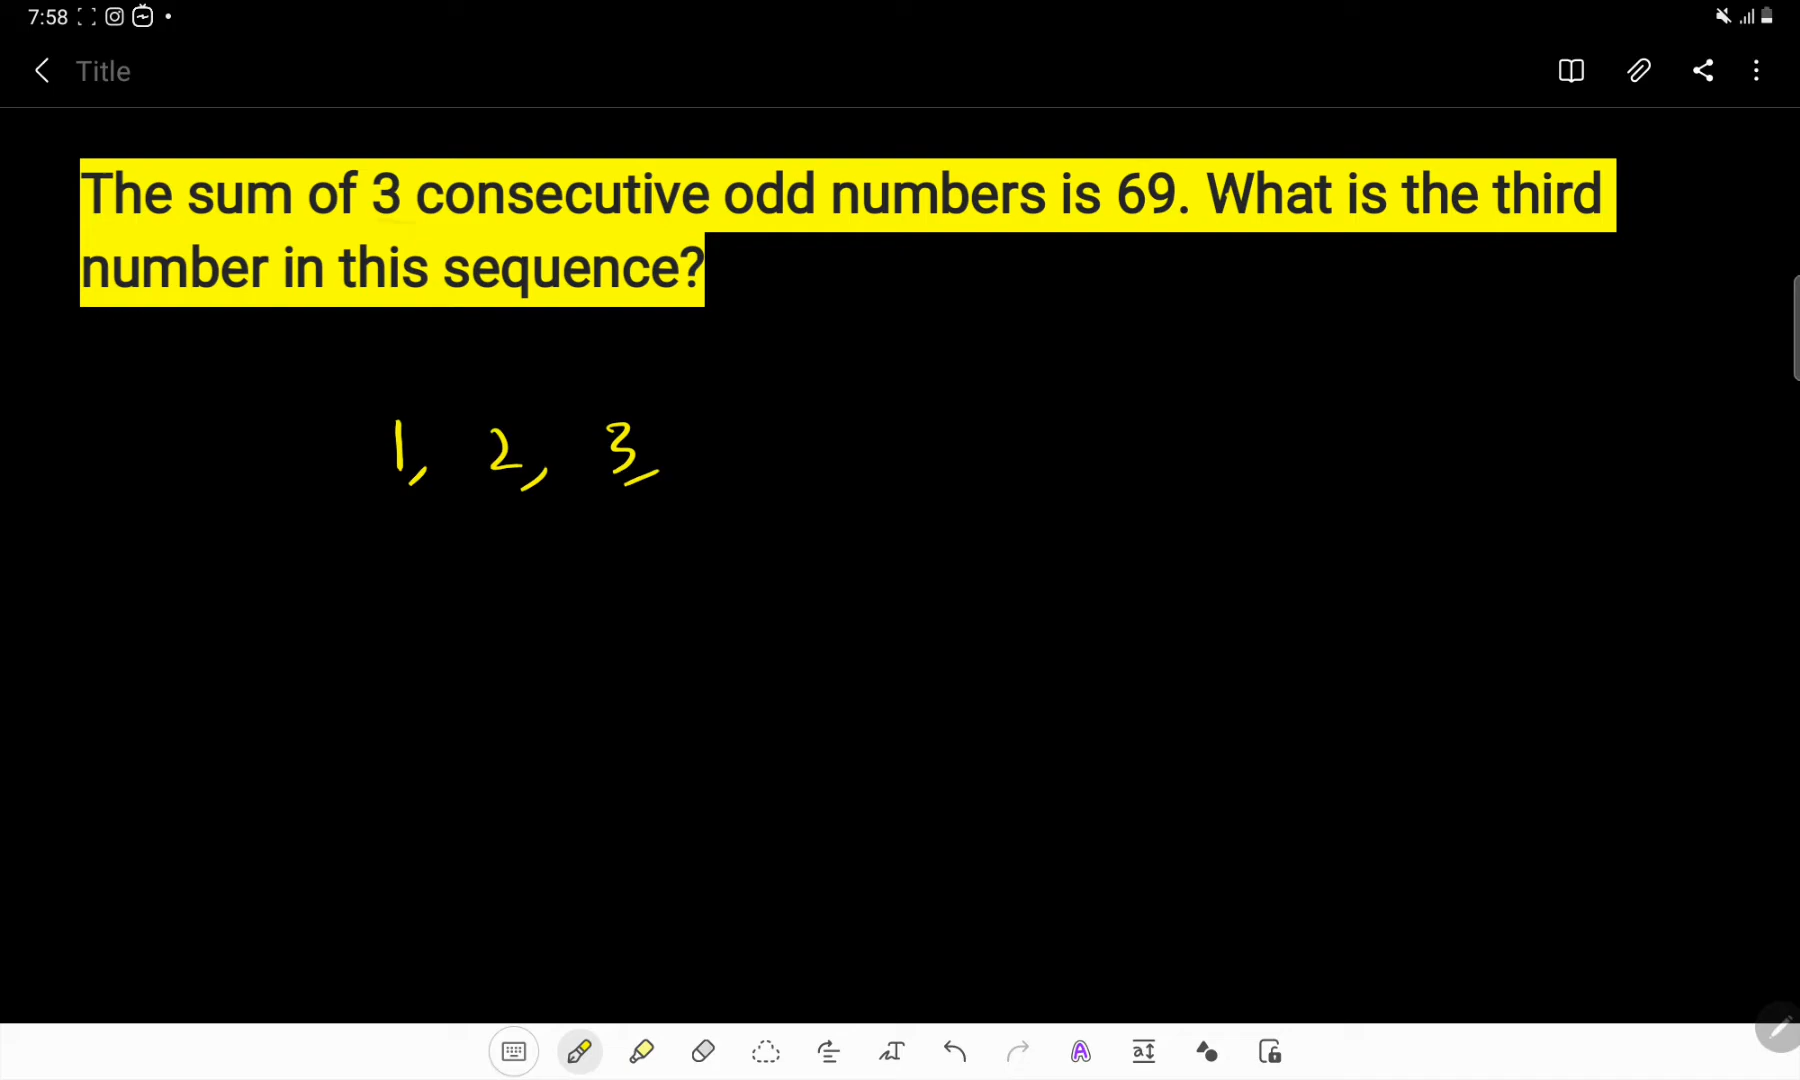 7:58
Title
The sum of 3 consecutive odd numbers is 69. What is the third
number in this sequence?
1, 2, 3,